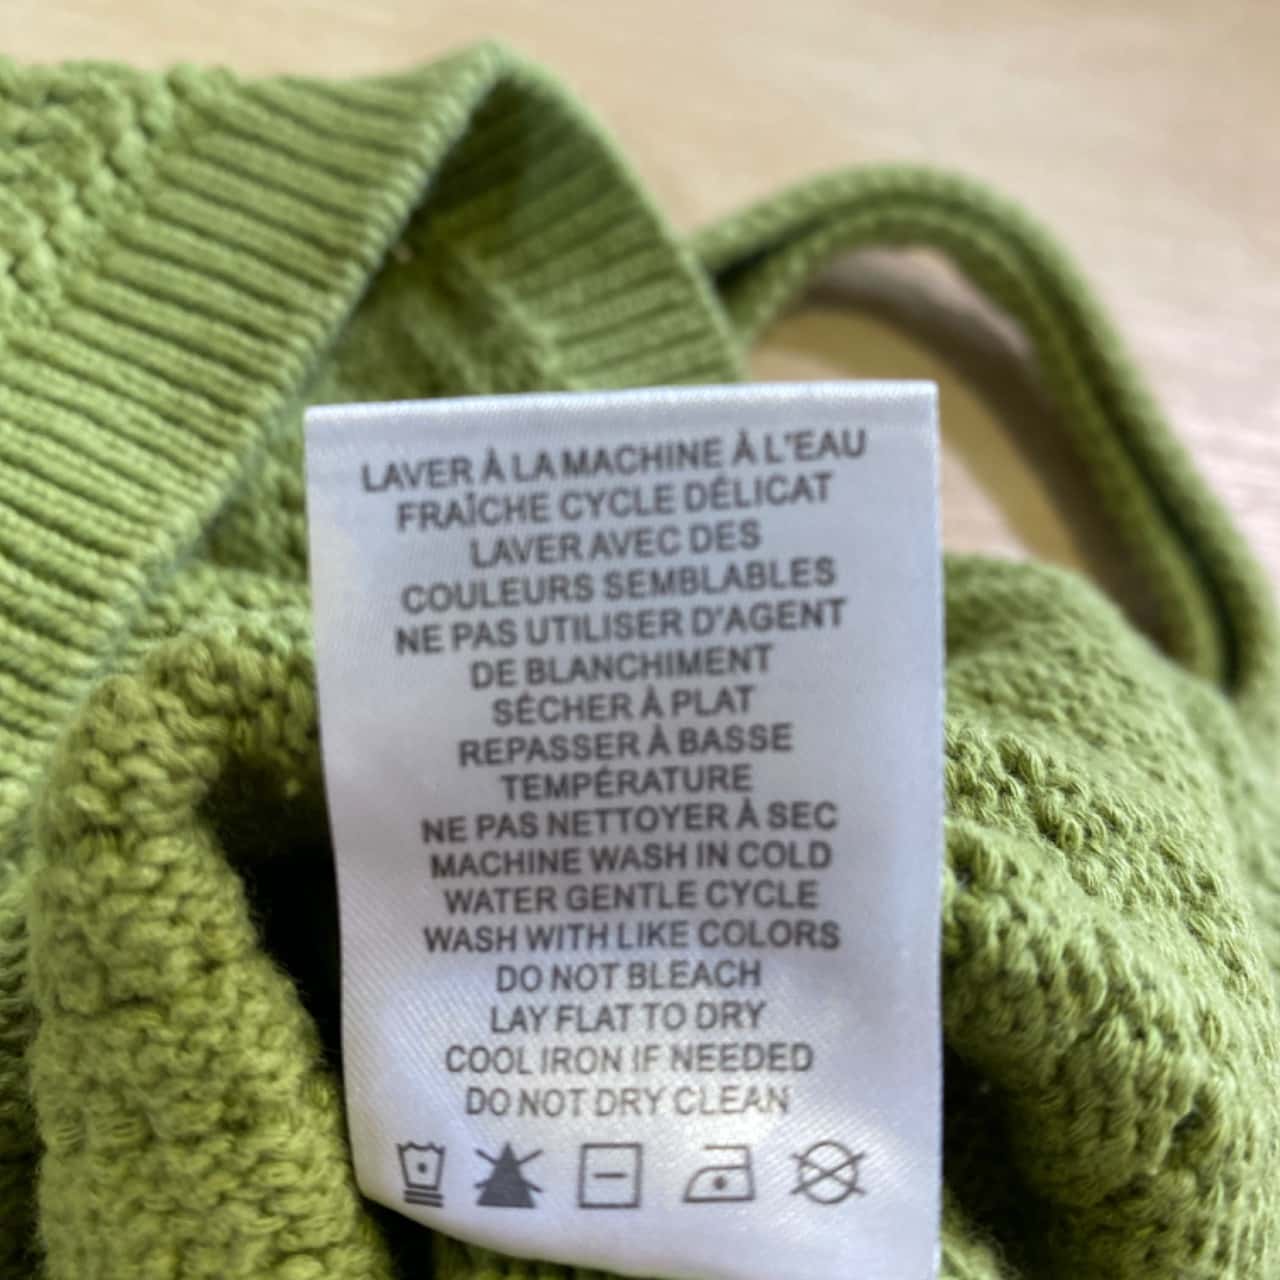 LAVER À LA MACHINE À L'EAU
FRAÎCHE CYCLE DÉLICAT
LAVER AVEC DES
COULEURS SEMBLABLES
NE PAS UTILISER D'AGENT
DE BLANCHIMENT
SÉCHER À PLAT
REPASSER À BASSE
TEMPÉRATURE
NE PAS NETTOYER À SEC
MACHINE WASH IN COLD
WATER GENTLE CYCLE
WASH WITH LIKE COLORS
DO NOT BLEACH
LAY FLAT TO DRY
COOL IRON IF NEEDED
DO NOT DRY CLEAN